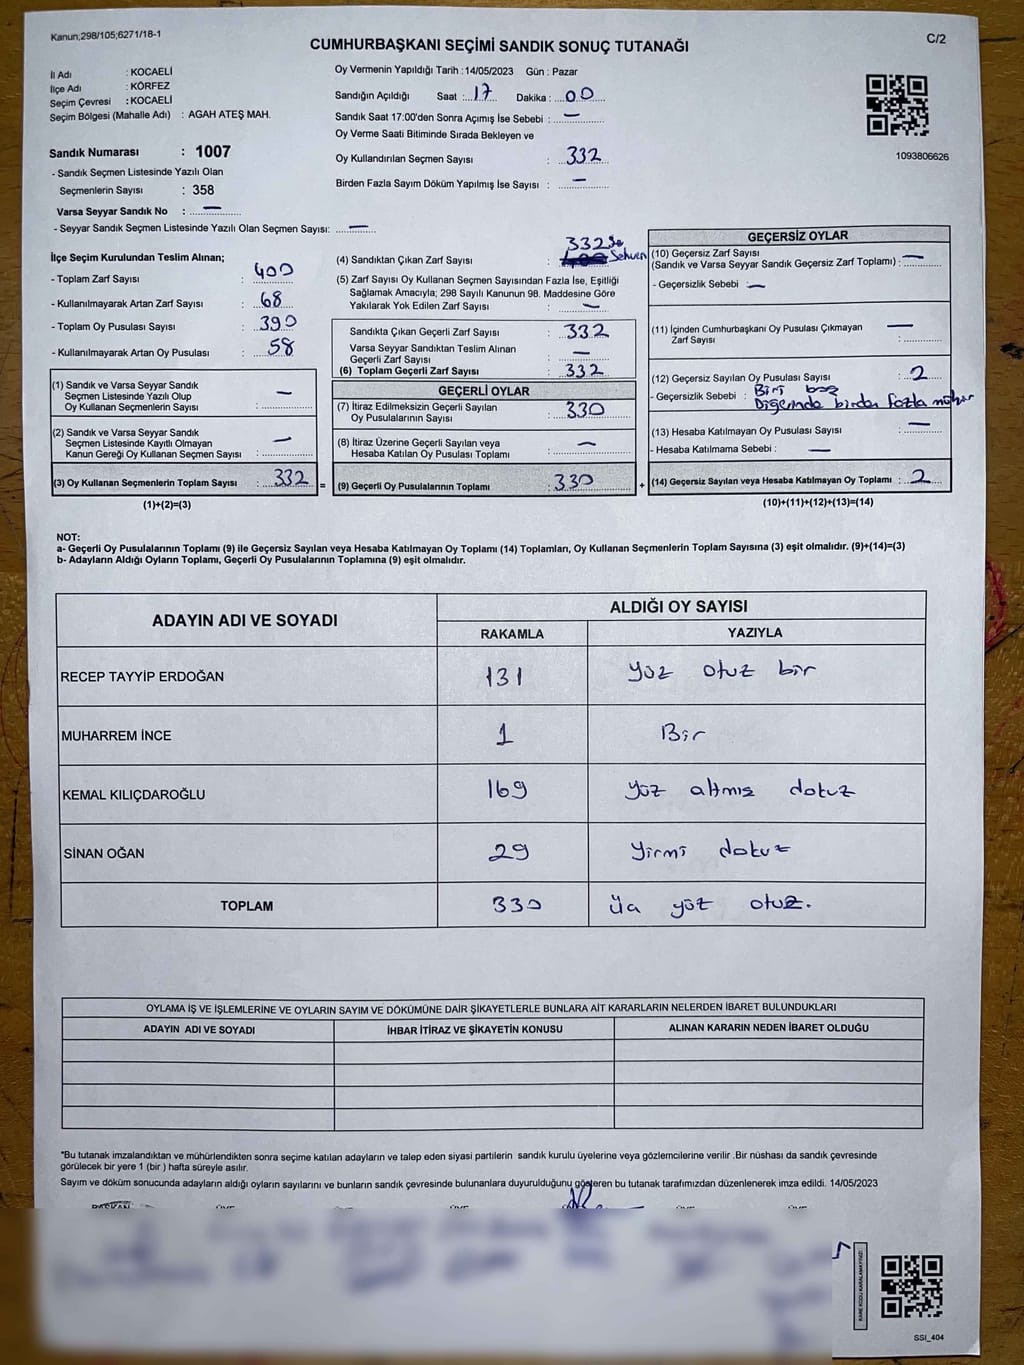 Kanun;298/105;6271/18-1
C/2
CUMHURBAŞKANI SEÇİMİ SANDIK SONUÇ TUTANAĞI
İl Adı : KOCAELİ
İlçe Adı : KÖRFEZ
Seçim Çevresi : KOCAELİ
Seçim Bölgesi (Mahalle Adı) : AGAH ATEŞ MAH.
Sandık Numarası : 1007
- Sandık Seçmen Listesinde Yazılı Olan
Seçmenlerin Sayısı : 358
Varsa Seyyar Sandık No : —
- Seyyar Sandık Seçmen Listesinde Yazılı Olan Seçmen Sayısı: —
Oy Vermenin Yapıldığı Tarih : 14/05/2023 Gün : Pazar
Sandığın Açıldığı Saat : 17 Dakika : 00
Sandık Saat 17:00'den Sonra Açımış İse Sebebi : —
Oy Verme Saati Bitiminde Sırada Bekleyen ve
Oy Kullandırılan Seçmen Sayısı : 332
Birden Fazla Sayım Döküm Yapılmış İse Sayısı : —
1093806626
İlçe Seçim Kurulundan Teslim Alınan;
- Toplam Zarf Sayısı : 400
- Kullanılmayarak Artan Zarf Sayısı : 68
- Toplam Oy Pusulası Sayısı : 390
- Kullanılmayarak Artan Oy Pusulası : 58
(1) Sandık ve Varsa Seyyar Sandık
Seçmen Listesinde Yazılı Olup
Oy Kullanan Seçmenlerin Sayısı : —
(2) Sandık ve Varsa Seyyar Sandık
Seçmen Listesinde Kayıtlı Olmayan
Kanun Gereği Oy Kullanan Seçmen Sayısı : —
(3) Oy Kullanan Seçmenlerin Toplam Sayısı : 332 =
(1)+(2)=(3)
332 Sehven
(4) Sandıktan Çıkan Zarf Sayısı :
(5) Zarf Sayısı Oy Kullanan Seçmen Sayısından Fazla İse, Eşitliği
Sağlamak Amacıyla; 298 Sayılı Kanunun 98. Maddesine Göre
Yakılarak Yok Edilen Zarf Sayısı : —
Sandıkta Çıkan Geçerli Zarf Sayısı : 332
Varsa Seyyar Sandıktan Teslim Alınan
Geçerli Zarf Sayısı : —
(6) Toplam Geçerli Zarf Sayısı : 332
GEÇERLİ OYLAR
(7) İtiraz Edilmeksizin Geçerli Sayılan
Oy Pusulalarının Sayısı : 330
(8) İtiraz Üzerine Geçerli Sayılan veya
Hesaba Katılan Oy Pusulası Toplamı : —
(9) Geçerli Oy Pusulalarının Toplamı : 330 +
GEÇERSİZ OYLAR
(10) Geçersiz Zarf Sayısı
(Sandık ve Varsa Seyyar Sandık Geçersiz Zarf Toplamı) : —
- Geçersizlik Sebebi : —
(11) İçinden Cumhurbaşkanı Oy Pusulası Çıkmayan
Zarf Sayısı : —
(12) Geçersiz Sayılan Oy Pusulası Sayısı : 2
- Geçersizlik Sebebi : Biri boş
Diğerinde birden fazla mühür
(13) Hesaba Katılmayan Oy Pusulası Sayısı : —
- Hesaba Katılmama Sebebi : —
(14) Geçersiz Sayılan veya Hesaba Katılmayan Oy Toplamı : 2
(10)+(11)+(12)+(13)=(14)
NOT:
a- Geçerli Oy Pusulalarının Toplamı (9) ile Geçersiz Sayılan veya Hesaba Katılmayan Oy Toplamı (14) Toplamları, Oy Kullanan Seçmenlerin Toplam Sayısına (3) eşit olmalıdır. (9)+(14)=(3)
b- Adayların Aldığı Oyların Toplamı, Geçerli Oy Pusulalarının Toplamına (9) eşit olmalıdır.
ADAYIN ADI VE SOYADI ALDIĞI OY SAYISI
RAKAMLA YAZIYLA
RECEP TAYYİP ERDOĞAN 131 Yüz otuz bir
MUHARREM İNCE 1 Bir
KEMAL KILIÇDAROĞLU 169 Yüz altmış dokuz
SİNAN OĞAN 29 Yirmi dokuz
TOPLAM 330 Üç yüz otuz.
OYLAMA İŞ VE İŞLEMLERİNE VE OYLARIN SAYIM VE DÖKÜMÜNE DAİR ŞİKAYETLERLE BUNLARA AİT KARARLARIN NELERDEN İBARET BULUNDUKLARI
ADAYIN ADI VE SOYADI İHBAR İTİRAZ VE ŞİKAYETİN KONUSU ALINAN KARARIN NEDEN İBARET OLDUĞU
*Bu tutanak imzalandıktan ve mühürlendikten sonra seçime katılan adayların ve talep eden siyasi partilerin sandık kurulu üyelerine veya gözlemcilerine verilir .Bir nüshası da sandık çevresinde
görülecek bir yere 1 (bir ) hafta süreyle asılır.
Sayım ve döküm sonucunda adayların aldığı oyların sayılarını ve bunların sandık çevresinde bulunanlara duyurulduğunu gösteren bu tutanak tarafımızdan düzenlenerek imza edildi. 14/05/2023
SSI_404